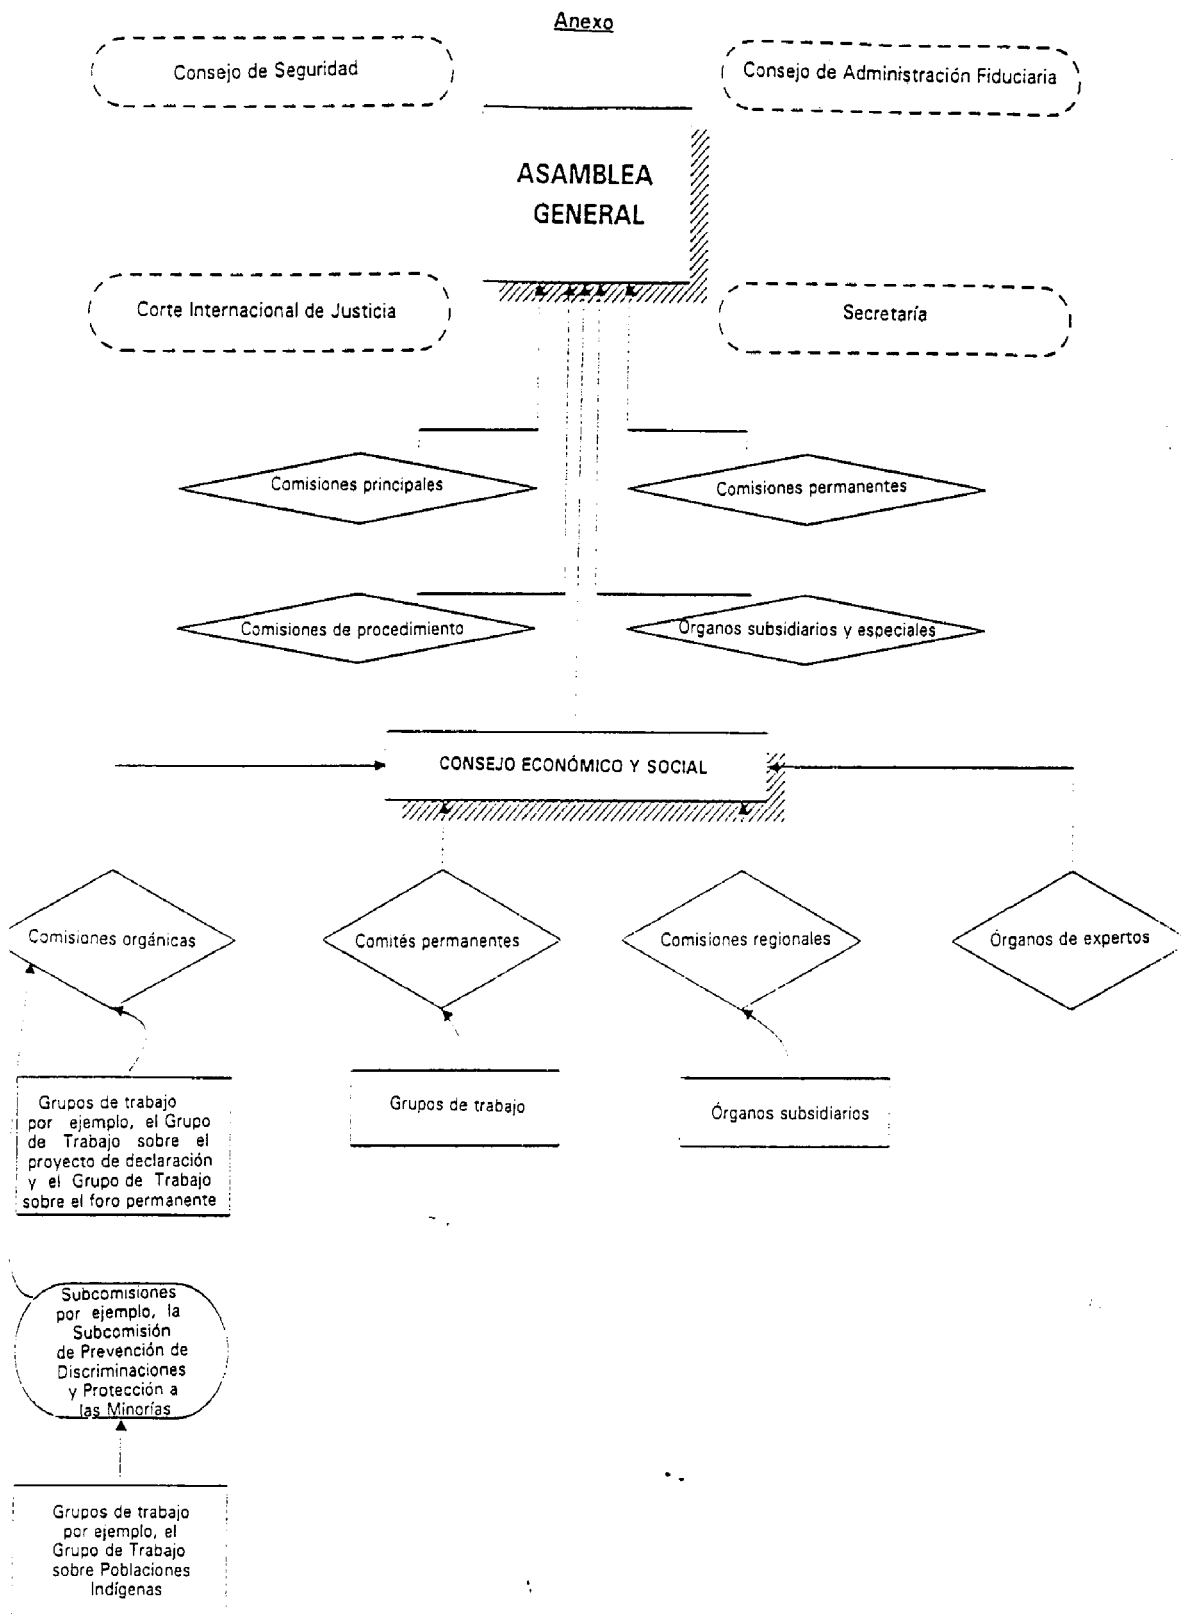 Anexo
Consejo de Seguridad
Consejo de Administración Fiduciaria
ASAMBLEA
GENERAL
Corte Internacional de Justicia
Secretaría
Comisiones principales
Comisiones permanentes
Comisiones de procedimiento
Órganos subsidiarios y especiales
CONSEJO ECONÓMICO Y SOCIAL
Comisiones orgánicas
Comités permanentes
Comisiones regionales
Órganos de expertos
Grupos de trabajo
por ejemplo, el Grupo
de Trabajo sobre el
proyecto de declaración
y el Grupo de Trabajo
sobre el foro permanente
Grupos de trabajo
Órganos subsidiarios
Subcomisiones
por ejemplo, la
Subcomisión
de Prevención de
Discriminaciones
y Protección a
las Minorías
Grupos de trabajo
por ejemplo, el
Grupo de Trabajo
sobre Poblaciones
Indígenas